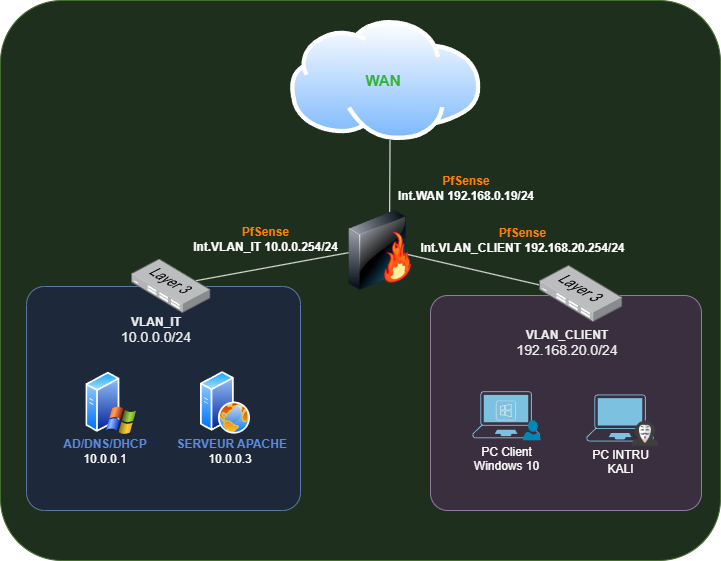 WAN
PfSense
Int.WAN 192.168.0.19/24
PfSense
Int.VLAN_IT 10.0.0.254/24
PfSense
Int.VLAN_CLIENT 192.168.20.254/24
Layer 3
Layer 3
VLAN_IT
10.0.0.0/24
VLAN_CLIENT
192.168.20.0/24
AD/DNS/DHCP
10.0.0.1
SERVEUR APACHE
10.0.0.3
PC Client
Windows 10
PC INTRU
KALI